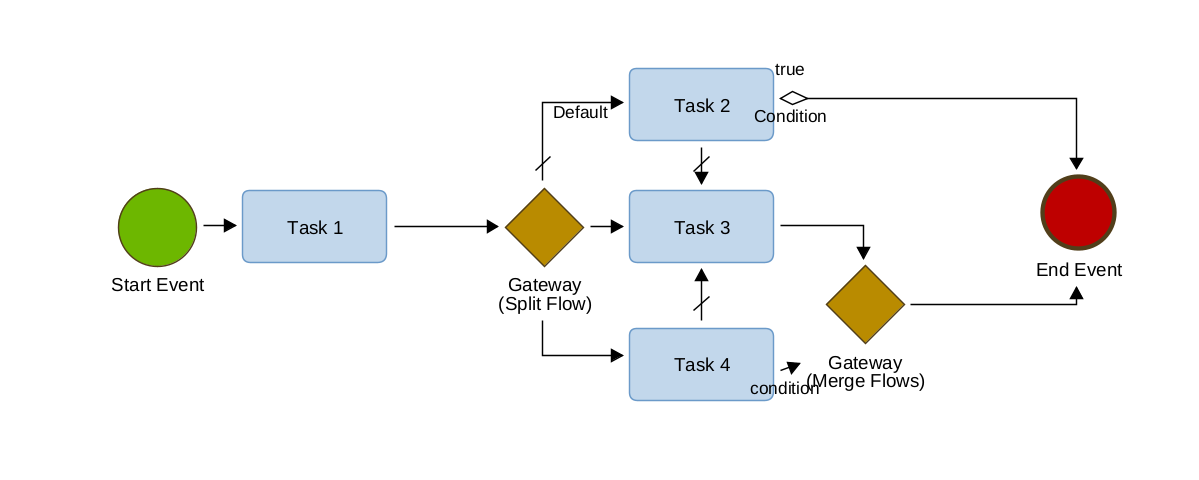 true
Task 2
Default
Condition
Start Event
Task 1
Gateway
(Split Flow)
Task 3
End Event
Task 4
condition
Gateway
(Merge Flows)